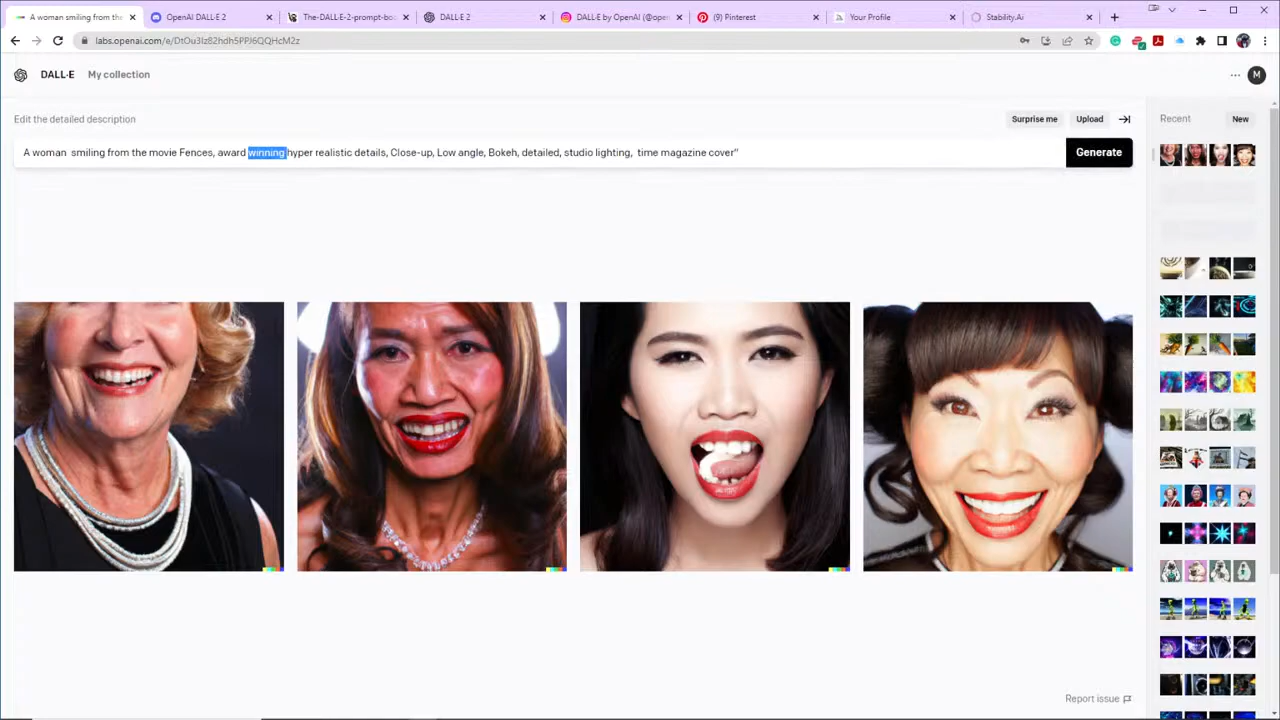 A woman smiling from the
OpenAI DALL·E 2
The-DALL·E-2-prompt-bo
DALL·E
DALL·E by OpenAI (@open
(9) Pinterest
Your Profile
Stability.Ai
labs.openai.com/e/DtOu3Iz82hdh5PPJ6QQHcM2z
DALL·E
My collection
M
Edit the detailed description
Surprise me
Upload
Recent
New
A woman smiling from the movie Fences, award winning hyper realistic details, Close-up, Low angle, Bokeh, detailed, studio lighting, time magazine cover"
Generate
Report issue